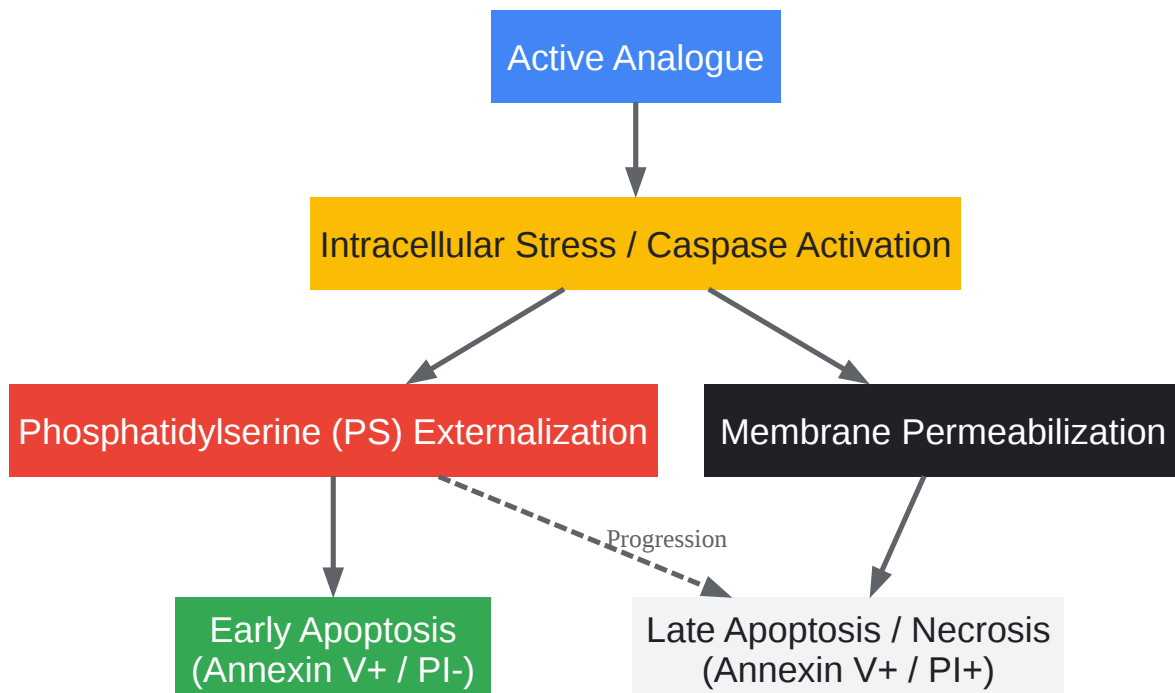 Active Analogue
Intracellular Stress / Caspase Activation
Phosphatidylserine (PS) Externalization
Membrane Permeabilization
Progression
Early Apoptosis
(Annexin V+ / PI-)
Late Apoptosis / Necrosis
(Annexin V+ / PI+)